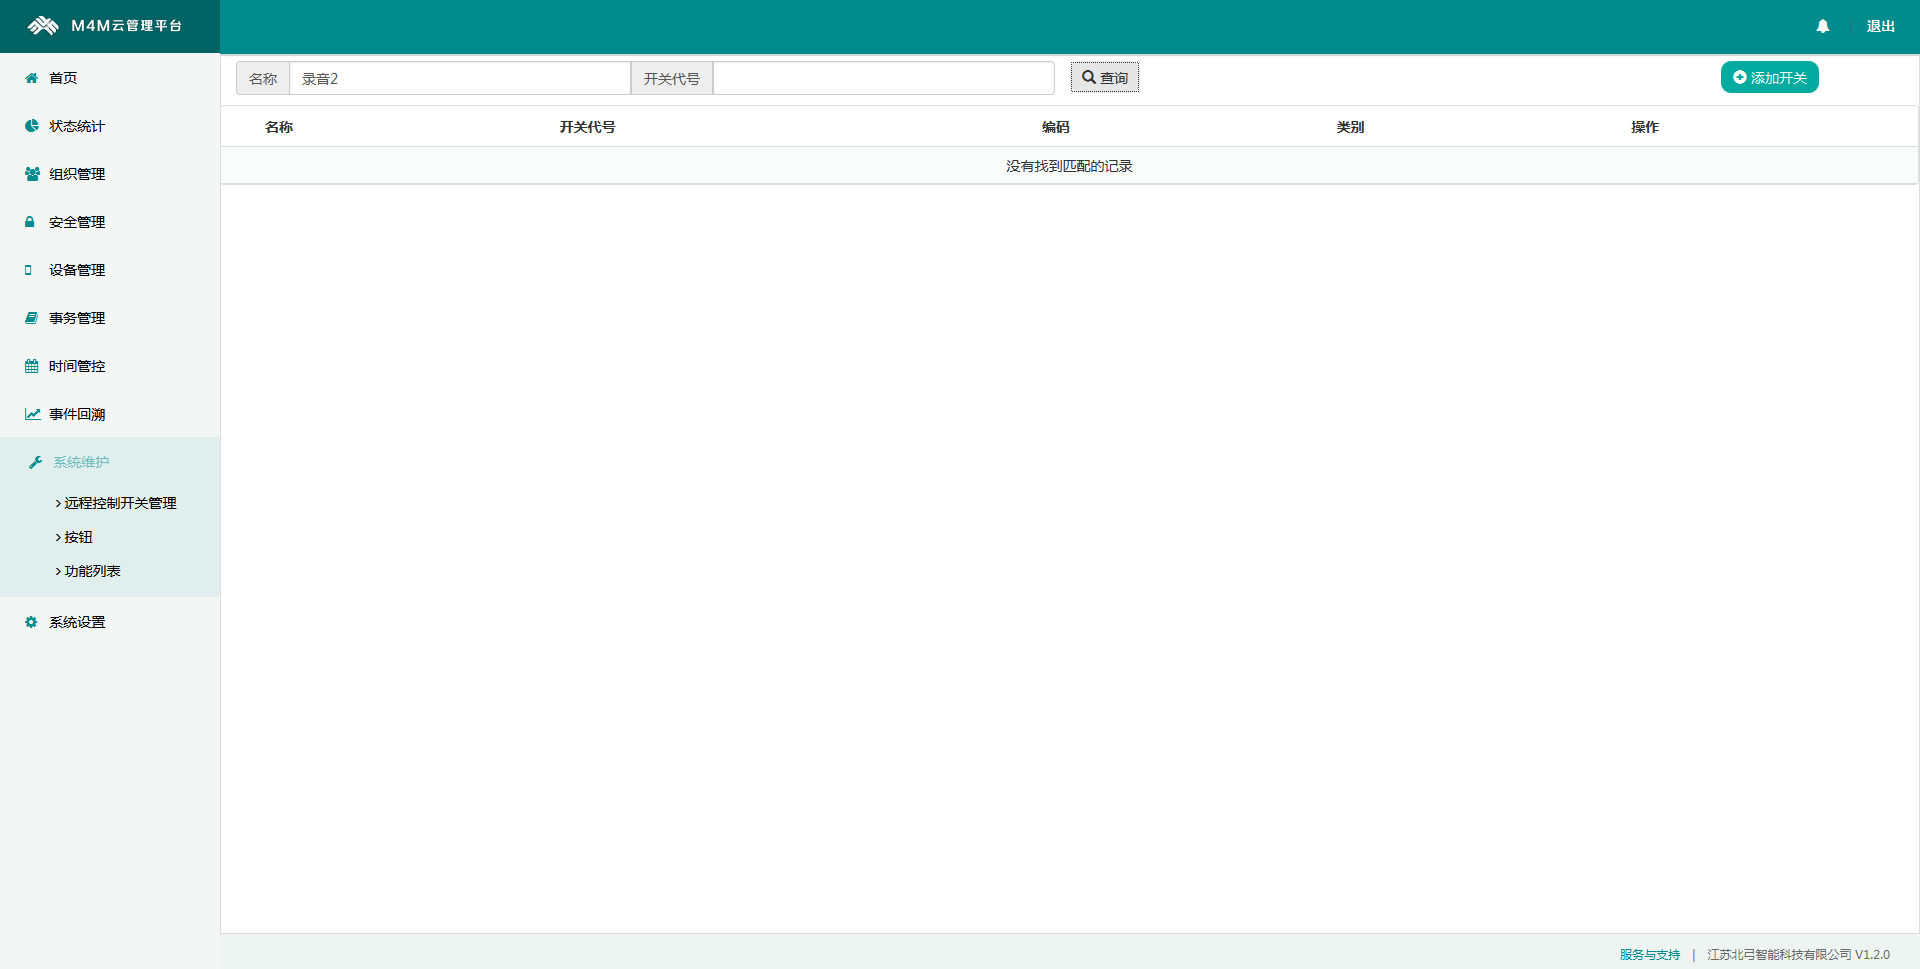 M4M云管理平台
退出
首页
状态统计
组织管理
安全管理
设备管理
事务管理
时间管控
事件回溯
系统维护
远程控制开关管理
按钮
功能列表
系统设置
名称 录音2 开关代号 查询 添加开关
名称 开关代号 编码 类别 操作
没有找到匹配的记录
服务与支持 | 江苏北弓智能科技有限公司 V1.2.0